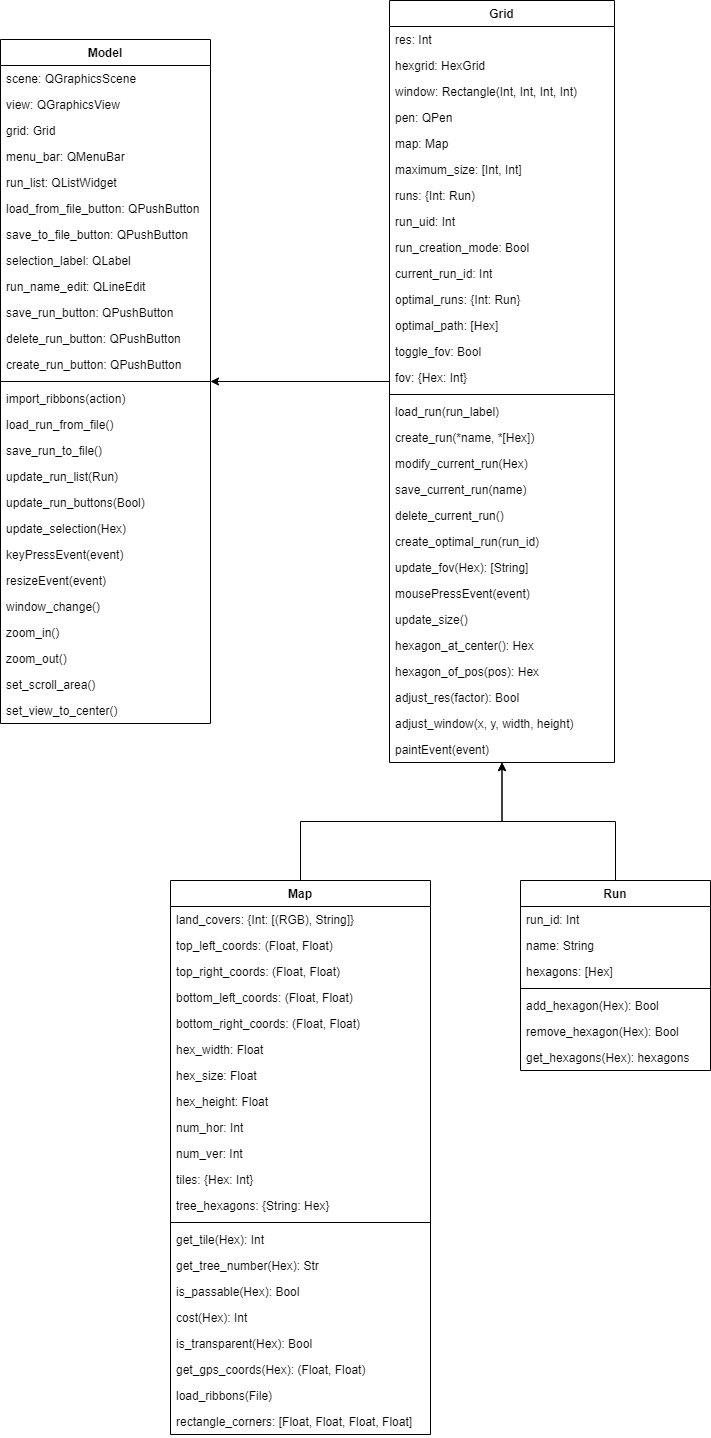 Model
scene: QGraphicsScene
view: QGraphicsView
grid: Grid
menu_bar: QMenuBar
run_list: QListWidget
load_from_file_button: QPushButton
save_to_file_button: QPushButton
selection_label: QLabel
run_name_edit: QLineEdit
save_run_button: QPushButton
delete_run_button: QPushButton
create_run_button: QPushButton
import_ribbons(action)
load_run_from_file()
save_run_to_file()
update_run_list(Run)
update_run_buttons(Bool)
update_selection(Hex)
keyPressEvent(event)
resizeEvent(event)
window_change()
zoom_in()
zoom_out()
set_scroll_area()
set_view_to_center()
Grid
res: Int
hexgrid: HexGrid
window: Rectangle(Int, Int, Int, Int)
pen: QPen
map: Map
maximum_size: [Int, Int]
runs: {Int: Run)
run_uid: Int
run_creation_mode: Bool
current_run_id: Int
optimal_runs: {Int: Run}
optimal_path: [Hex]
toggle_fov: Bool
fov: {Hex: Int}
load_run(run_label)
create_run(*name, *[Hex])
modify_current_run(Hex)
save_current_run(name)
delete_current_run()
create_optimal_run(run_id)
update_fov(Hex): [String]
mousePressEvent(event)
update_size()
hexagon_at_center(): Hex
hexagon_of_pos(pos): Hex
adjust_res(factor): Bool
adjust_window(x, y, width, height)
paintEvent(event)
Map
land_covers: {Int: [(RGB), String]}
top_left_coords: (Float, Float)
top_right_coords: (Float, Float)
bottom_left_coords: (Float, Float)
bottom_right_coords: (Float, Float)
hex_width: Float
hex_size: Float
hex_height: Float
num_hor: Int
num_ver: Int
tiles: {Hex: Int}
tree_hexagons: {String: Hex}
get_tile(Hex): Int
get_tree_number(Hex): Str
is_passable(Hex): Bool
cost(Hex): Int
is_transparent(Hex): Bool
get_gps_coords(Hex): (Float, Float)
load_ribbons(File)
rectangle_corners: [Float, Float, Float, Float]
Run
run_id: Int
name: String
hexagons: [Hex]
add_hexagon(Hex): Bool
remove_hexagon(Hex): Bool
get_hexagons(Hex): hexagons